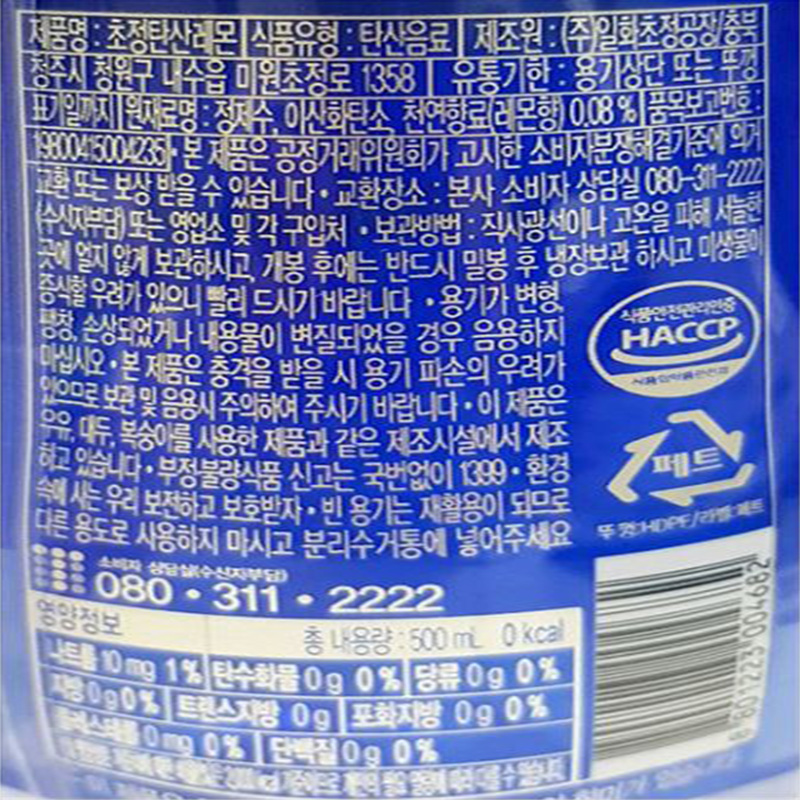 제품명 : 초정탄산레몬 | 식품유형 : 탄산음료 | 제조원 : (주)일화초정공장/충북
청주시 청원구 내수읍 미원초정로 1358 | 유통기한 : 용기상단 또는 뚜껑
표기일까지 | 원재료명 : 정제수, 이산화탄소, 천연향료(레몬향) 0.08 % | 품목보고번호 :
19800415004235 • 본 제품은 공정거래위원회가 고시한 소비자분쟁해결기준에 의거
교환 또는 보상 받을 수 있습니다 • 교환장소 : 본사 소비자 상담실 080-311-2222
(수신자부담) 또는 영업소 및 각 구입처 • 보관방법 : 직사광선이나 고온을 피해 서늘한
곳에 얼지 않게 보관하시고, 개봉 후에는 반드시 밀봉 후 냉장보관 하시고 미생물이
증식할 우려가 있으니 빨리 드시기 바랍니다 • 용기가 변형,
팽창, 손상되었거나 내용물이 변질되었을 경우 음용하지
마십시오 • 본 제품은 충격을 받을 시 용기 파손의 우려가
있으므로 보관 및 음용시 주의하여 주시기 바랍니다 • 이 제품은
우유, 대두, 복숭아를 사용한 제품과 같은 제조시설에서 제조
하고 있습니다 • 부정불량식품 신고는 국번없이 1399 • 환경
속에 사는 우리 보전하고 보호받자 • 빈 용기는 재활용이 되므로
다른 용도로 사용하지 마시고 분리수거통에 넣어주세요
식품안전관리인증
HACCP
페트
뚜껑:HDPE/라벨:페트
소비자 상담실(수신자부담)
080 • 311 • 2222
영양정보 총 내용량 : 500 mL 0 kcal
나트륨 10 mg 1 % | 탄수화물 0 g 0 % | 당류 0 g 0 %
지방 0 g 0 % | 트랜스지방 0 g | 포화지방 0 g 0 %
콜레스테롤 0 mg 0 % | 단백질 0 g 0 %
8 801223 004682